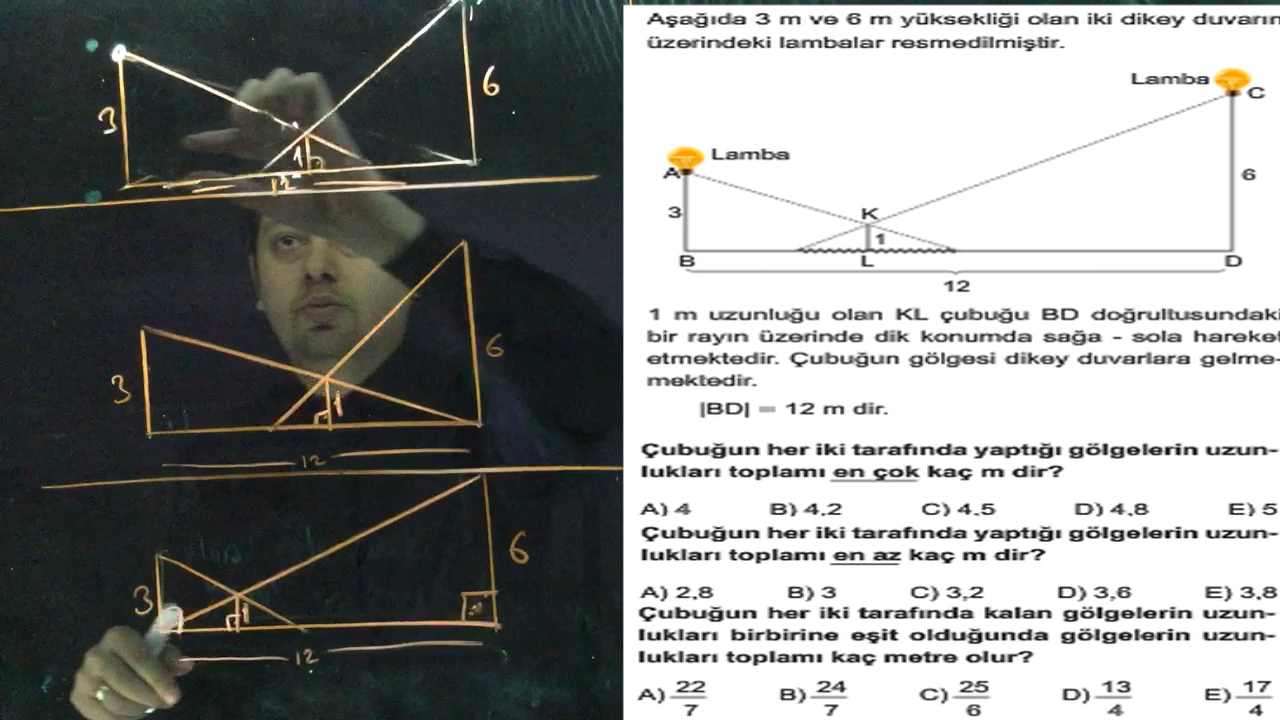 3
6
1
12
3
6
1
12
3
6
1
12
Aşağıda 3 m ve 6 m yüksekliği olan iki dikey duvarın
üzerindeki lambalar resmedilmiştir.
Lamba
C
Lamba
A
6
3
K
1
B
L
D
12
1 m uzunluğu olan KL çubuğu BD doğrultusundaki
bir rayın üzerinde dik konumda sağa - sola hareket
etmektedir. Çubuğun gölgesi dikey duvarlara gelme-
mektedir.
|BD| = 12 m dir.
Çubuğun her iki tarafında yaptığı gölgelerin uzun-
lukları toplamı en çok kaç m dir?
A) 4 B) 4,2 C) 4,5 D) 4,8 E) 5
Çubuğun her iki tarafında yaptığı gölgelerin uzun-
lukları toplamı en az kaç m dir?
A) 2,8 B) 3 C) 3,2 D) 3,6 E) 3,8
Çubuğun her iki tarafında kalan gölgelerin uzun-
lukları birbirine eşit olduğunda gölgelerin uzun-
lukları toplamı kaç metre olur?
A) 22/7 B) 24/7 C) 25/6 D) 13/4 E) 17/4